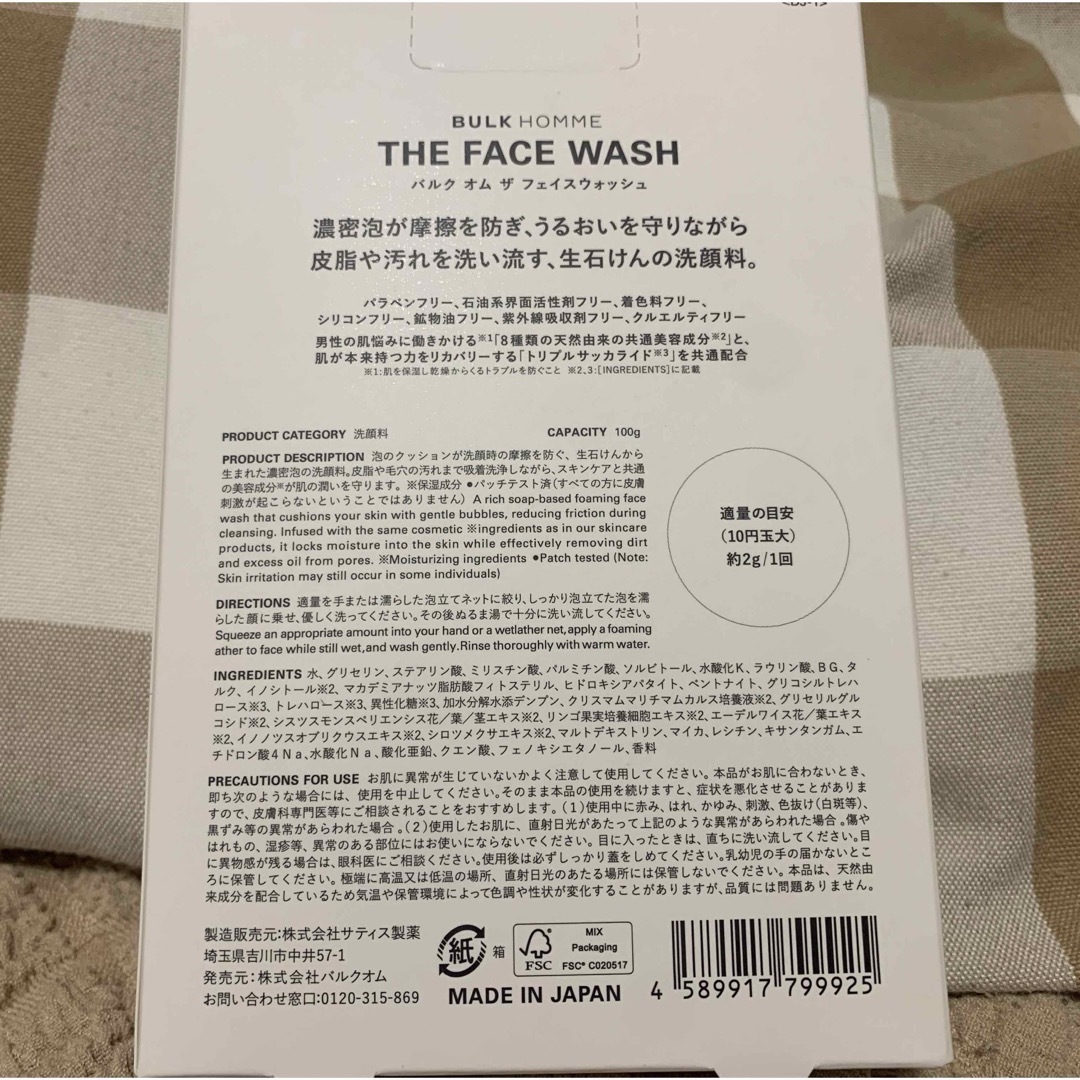 BULK HOMME
THE FACE WASH
バルク オム ザ フェイスウォッシュ
濃密泡が摩擦を防ぎ、うるおいを守りながら
皮脂や汚れを洗い流す、生石けんの洗顔料。
パラベンフリー、石油系界面活性剤フリー、着色料フリー、
シリコンフリー、鉱物油フリー、紫外線吸収剤フリー、クルエルティフリー
男性の肌悩みに働きかける※1「8種類の天然由来の共通美容成分※2」と、
肌が本来持つ力をリカバリーする「トリプルサッカライド※3」を共通配合
※1:肌を保湿し乾燥からくるトラブルを防ぐこと ※2、3:[INGREDIENTS]に記載
PRODUCT CATEGORY 洗顔料 CAPACITY 100g
PRODUCT DESCRIPTION 泡のクッションが洗顔時の摩擦を防ぐ、生石けんから
生まれた濃密泡の洗顔料。皮脂や毛穴の汚れまで吸着洗浄しながら、スキンケアと共通
の美容成分※が肌の潤いを守ります。※保湿成分 ●パッチテスト済(すべての方に皮膚
刺激が起こらないということではありません) A rich soap-based foaming face
wash that cushions your skin with gentle bubbles, reducing friction during
cleansing. Infused with the same cosmetic ※ingredients as in our skincare
products, it locks moisture into the skin while effectively removing dirt
and excess oil from pores. ※Moisturizing ingredients ●Patch tested (Note:
Skin irritation may still occur in some individuals)
適量の目安
(10円玉大)
約2g/1回
DIRECTIONS 適量を手または濡らした泡立てネットに絞り、しっかり泡立てた泡を濡
らした顔に乗せ、優しく洗ってください。その後ぬるま湯で十分に洗い流してください。
Squeeze an appropriate amount into your hand or a wetlather net,apply a foaming
ather to face while still wet,and wash gently.Rinse thoroughly with warm water.
INGREDIENTS 水、グリセリン、ステアリン酸、ミリスチン酸、パルミチン酸、ソルビトール、水酸化K、ラウリン酸、BG、タ
ルク、イノシトール※2、マカデミアナッツ脂肪酸フィトステリル、ヒドロキシアパタイト、ベントナイト、グリコシルトレハ
ロース※3、トレハロース※3、異性化糖※3、加水分解水添デンプン、クリスマムマリチマムカルス培養液※2、グリセリルグル
コシド※2、シスツスモンスペリエンシス花/葉/茎エキス※2、リンゴ果実培養細胞エキス※2、エーデルワイス花/葉エキス
※2、イノノツスオブリクウスエキス※2、シロツメクサエキス※2、マルトデキストリン、マイカ、レシチン、キサンタンガム、エ
チドロン酸4Na、水酸化Na、酸化亜鉛、クエン酸、フェノキシエタノール、香料
PRECAUTIONS FOR USE お肌に異常が生じていないかよく注意して使用してください。本品がお肌に合わないとき、
即ち次のような場合には、使用を中止してください。そのまま本品の使用を続けますと、症状を悪化させることがありま
すので、皮膚科専門医等にご相談されることをおすすめします。(1)使用中に赤み、はれ、かゆみ、刺激、色抜け(白斑等)、
黒ずみ等の異常があらわれた場合。(2)使用したお肌に、直射日光があたって上記のような異常があらわれた場合。傷や
はれもの、湿疹等、異常のある部位にはお使いにならないでください。目に入ったときは、直ちに洗い流してください。目
に異物感が残る場合は、眼科医にご相談ください。使用後は必ずしっかり蓋をしめてください。乳幼児の手の届かないとこ
ろに保管してください。極端に高温又は低温の場所、直射日光のあたる場所には保管しないでください。本品は、天然由
来成分を配合しているため気温や保管環境によって色調や性状が変化することがありますが、品質には問題ありません。
製造販売元:株式会社サティス製薬
埼玉県吉川市中井57-1
発売元:株式会社バルクオム
お問い合わせ窓口:0120-315-869
紙
箱
FSC
MIX
Packaging
FSC® C020517
MADE IN JAPAN
4 589917 799925